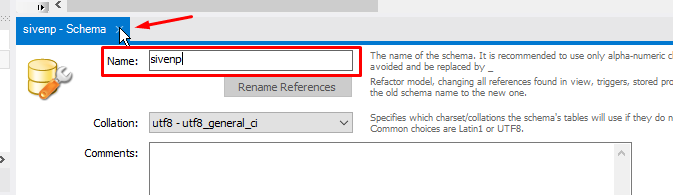 sivenp - Schema
Name: sivenp
The name of the schema. It is recommended to use only alpha-numeric c
avoided and be replaced by _
Rename References
Refactor model, changing all references found in view, triggers, stored pro
the old schema name to the new one.
Collation: utf8 - utf8_general_ci
Specifies which charset/collations the schema's tables will use if they do n
Common choices are Latin1 or UTF8.
Comments: